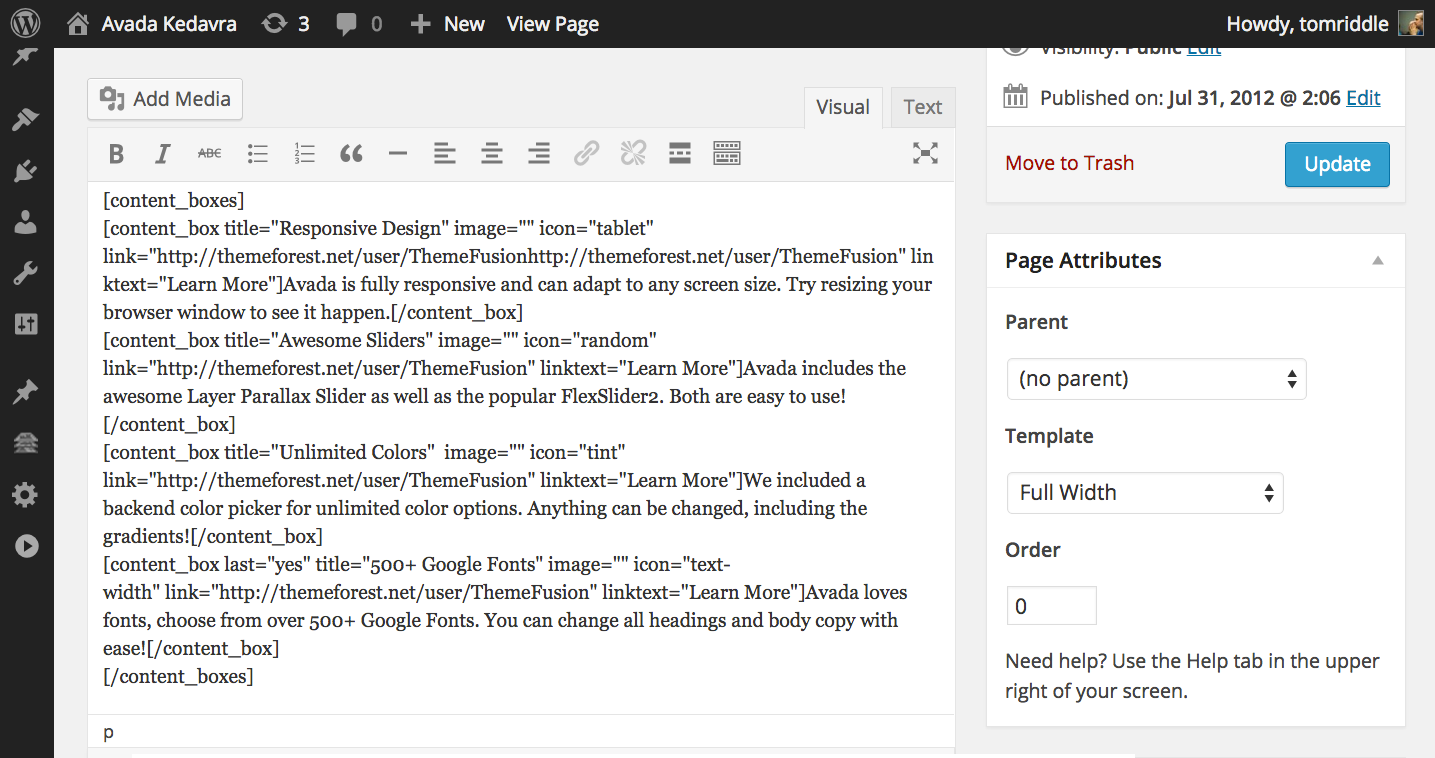 Avada Kedavra 3 0 New View Page Howdy, tomriddle
Visibility: Public Edit
Add Media
Visual Text
Published on: Jul 31, 2012 @ 2:06 Edit
B I ABC
Move to Trash Update
[content_boxes]
[content_box title="Responsive Design" image="" icon="tablet"
link="http://themeforest.net/user/ThemeFusionhttp://themeforest.net/user/ThemeFusion" lin
ktext="Learn More"]Avada is fully responsive and can adapt to any screen size. Try resizing your
browser window to see it happen.[/content_box]
[content_box title="Awesome Sliders" image="" icon="random"
link="http://themeforest.net/user/ThemeFusion" linktext="Learn More"]Avada includes the
awesome Layer Parallax Slider as well as the popular FlexSlider2. Both are easy to use!
[/content_box]
[content_box title="Unlimited Colors"  image="" icon="tint"
link="http://themeforest.net/user/ThemeFusion" linktext="Learn More"]We included a
backend color picker for unlimited color options. Anything can be changed, including the
gradients![/content_box]
[content_box last="yes" title="500+ Google Fonts" image="" icon="text-
width" link="http://themeforest.net/user/ThemeFusion" linktext="Learn More"]Avada loves
fonts, choose from over 500+ Google Fonts. You can change all headings and body copy with
ease![/content_box]
[/content_boxes]
p
Page Attributes
Parent
(no parent)
Template
Full Width
Order
0
Need help? Use the Help tab in the upper
right of your screen.